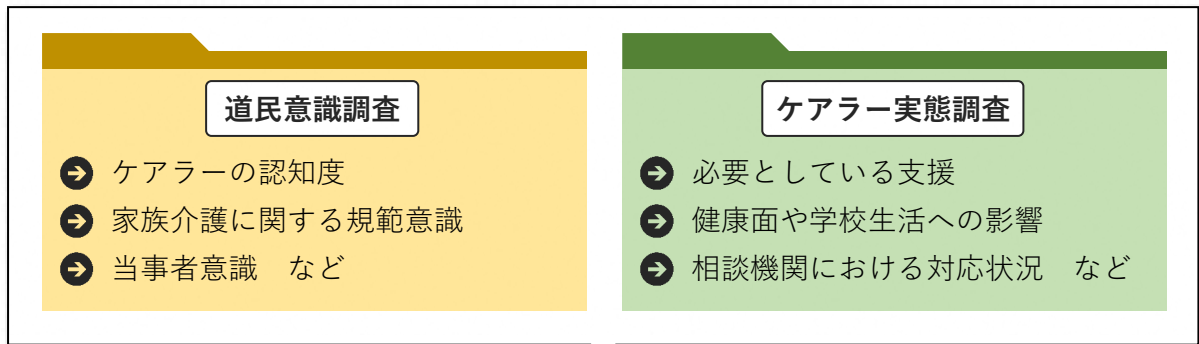 道民意識調査
ケアラーの認知度
家族介護に関する規範意識
当事者意識　など
ケアラー実態調査
必要としている支援
健康面や学校生活への影響
相談機関における対応状況　など